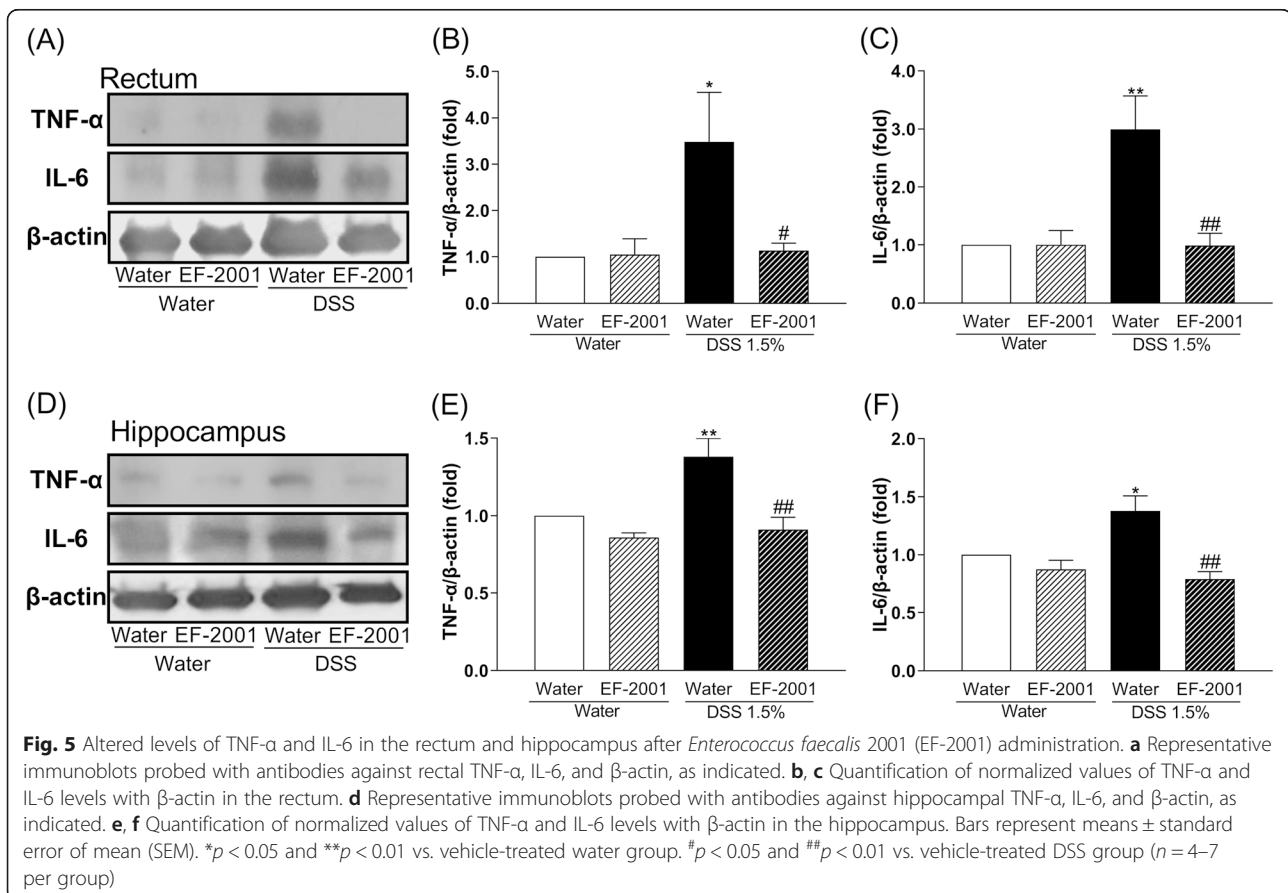 (A)
Rectum
TNF-α
IL-6
β-actin
Water EF-2001 Water EF-2001
Water DSS
(B)
TNF-α/β-actin (fold)
5.0
4.0
3.0
2.0
1.0
0.0
*
#
Water EF-2001 Water EF-2001
Water DSS 1.5%
(C)
IL-6/β-actin (fold)
4.0
3.0
2.0
1.0
0.0
**
##
Water EF-2001 Water EF-2001
Water DSS 1.5%
(D)
Hippocampus
TNF-α
IL-6
β-actin
Water EF-2001 Water EF-2001
Water DSS
(E)
TNF-α/β-actin (fold)
1.5
1.0
0.5
0.0
**
##
Water EF-2001 Water EF-2001
Water DSS 1.5%
(F)
IL-6/β-actin (fold)
2.0
1.5
1.0
0.5
0.0
*
##
Water EF-2001 Water EF-2001
Water DSS 1.5%
Fig. 5 Altered levels of TNF-α and IL-6 in the rectum and hippocampus after Enterococcus faecalis 2001 (EF-2001) administration. a Representative
immunoblots probed with antibodies against rectal TNF-α, IL-6, and β-actin, as indicated. b, c Quantification of normalized values of TNF-α and
IL-6 levels with β-actin in the rectum. d Representative immunoblots probed with antibodies against hippocampal TNF-α, IL-6, and β-actin, as
indicated. e, f Quantification of normalized values of TNF-α and IL-6 levels with β-actin in the hippocampus. Bars represent means ± standard
error of mean (SEM). *p < 0.05 and **p < 0.01 vs. vehicle-treated water group. #p < 0.05 and ##p < 0.01 vs. vehicle-treated DSS group (n = 4–7
per group)